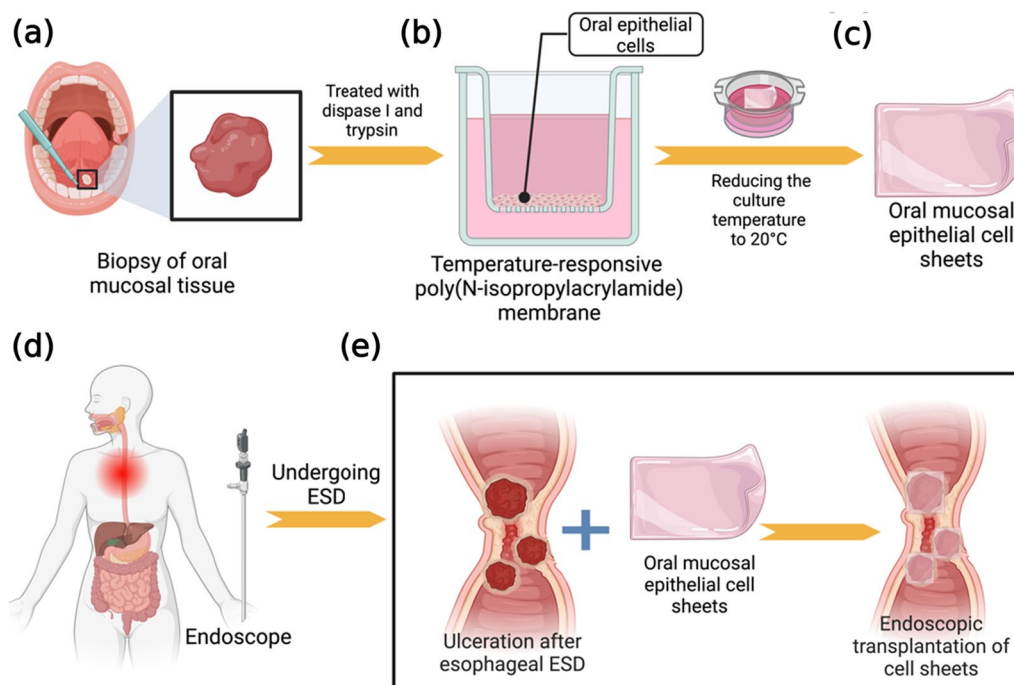 (a)
(b)
(c)
Oral epithelial
cells
Treated with
dispase I and
trypsin
Reducing the
culture
temperature
to 20°C
Biopsy of oral
mucosal tissue
Temperature-responsive
poly(N-isopropylacrylamide)
membrane
Oral mucosal
epithelial cell
sheets
(d)
(e)
Undergoing
ESD
Endoscope
Ulceration after
esophageal ESD
Oral mucosal
epithelial cell
sheets
Endoscopic
transplantation of
cell sheets